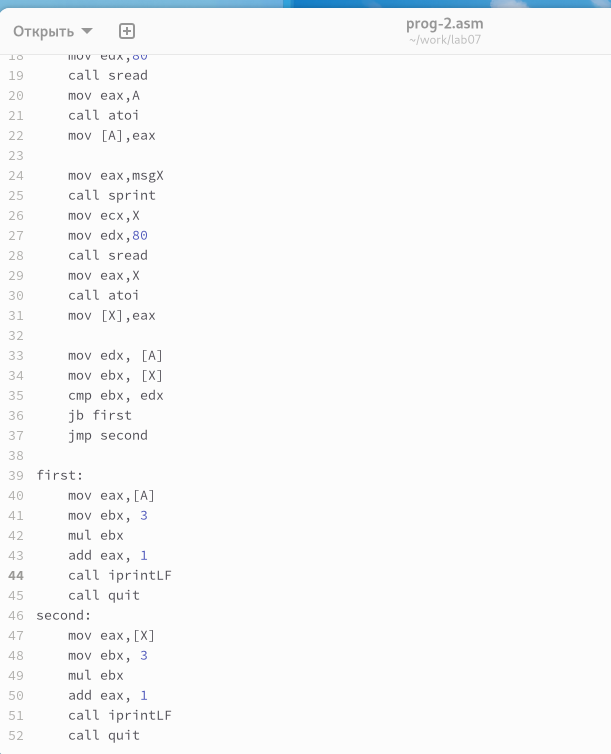 Открыть
prog-2.asm
~/work/lab07
18 mov edx,80
19 call sread
20 mov eax,A
21 call atoi
22 mov [A],eax
23
24 mov eax,msgX
25 call sprint
26 mov ecx,X
27 mov edx,80
28 call sread
29 mov eax,X
30 call atoi
31 mov [X],eax
32
33 mov edx, [A]
34 mov ebx, [X]
35 cmp ebx, edx
36 jb first
37 jmp second
38
39 first:
40 mov eax,[A]
41 mov ebx, 3
42 mul ebx
43 add eax, 1
44 call iprintLF
45 call quit
46 second:
47 mov eax,[X]
48 mov ebx, 3
49 mul ebx
50 add eax, 1
51 call iprintLF
52 call quit